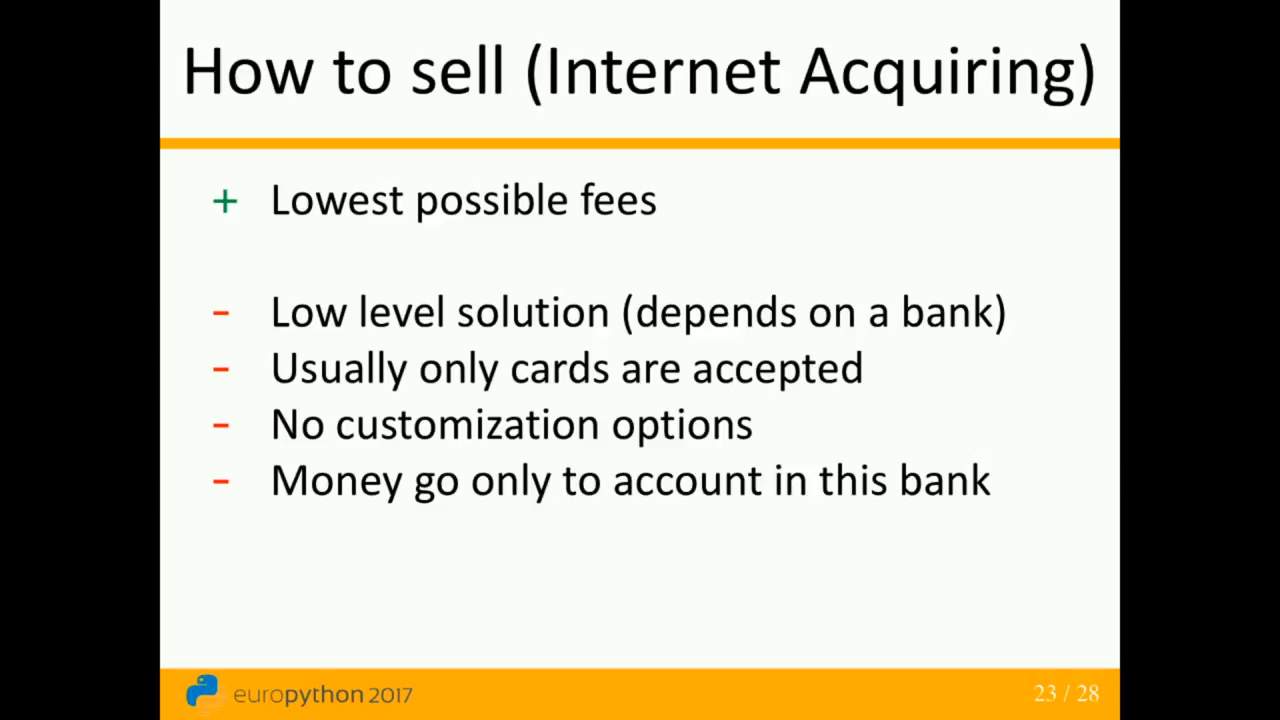 How to sell (Internet Acquiring)
+ Lowest possible fees
- Low level solution (depends on a bank)
- Usually only cards are accepted
- No customization options
- Money go only to account in this bank
europython 2017
23 / 28